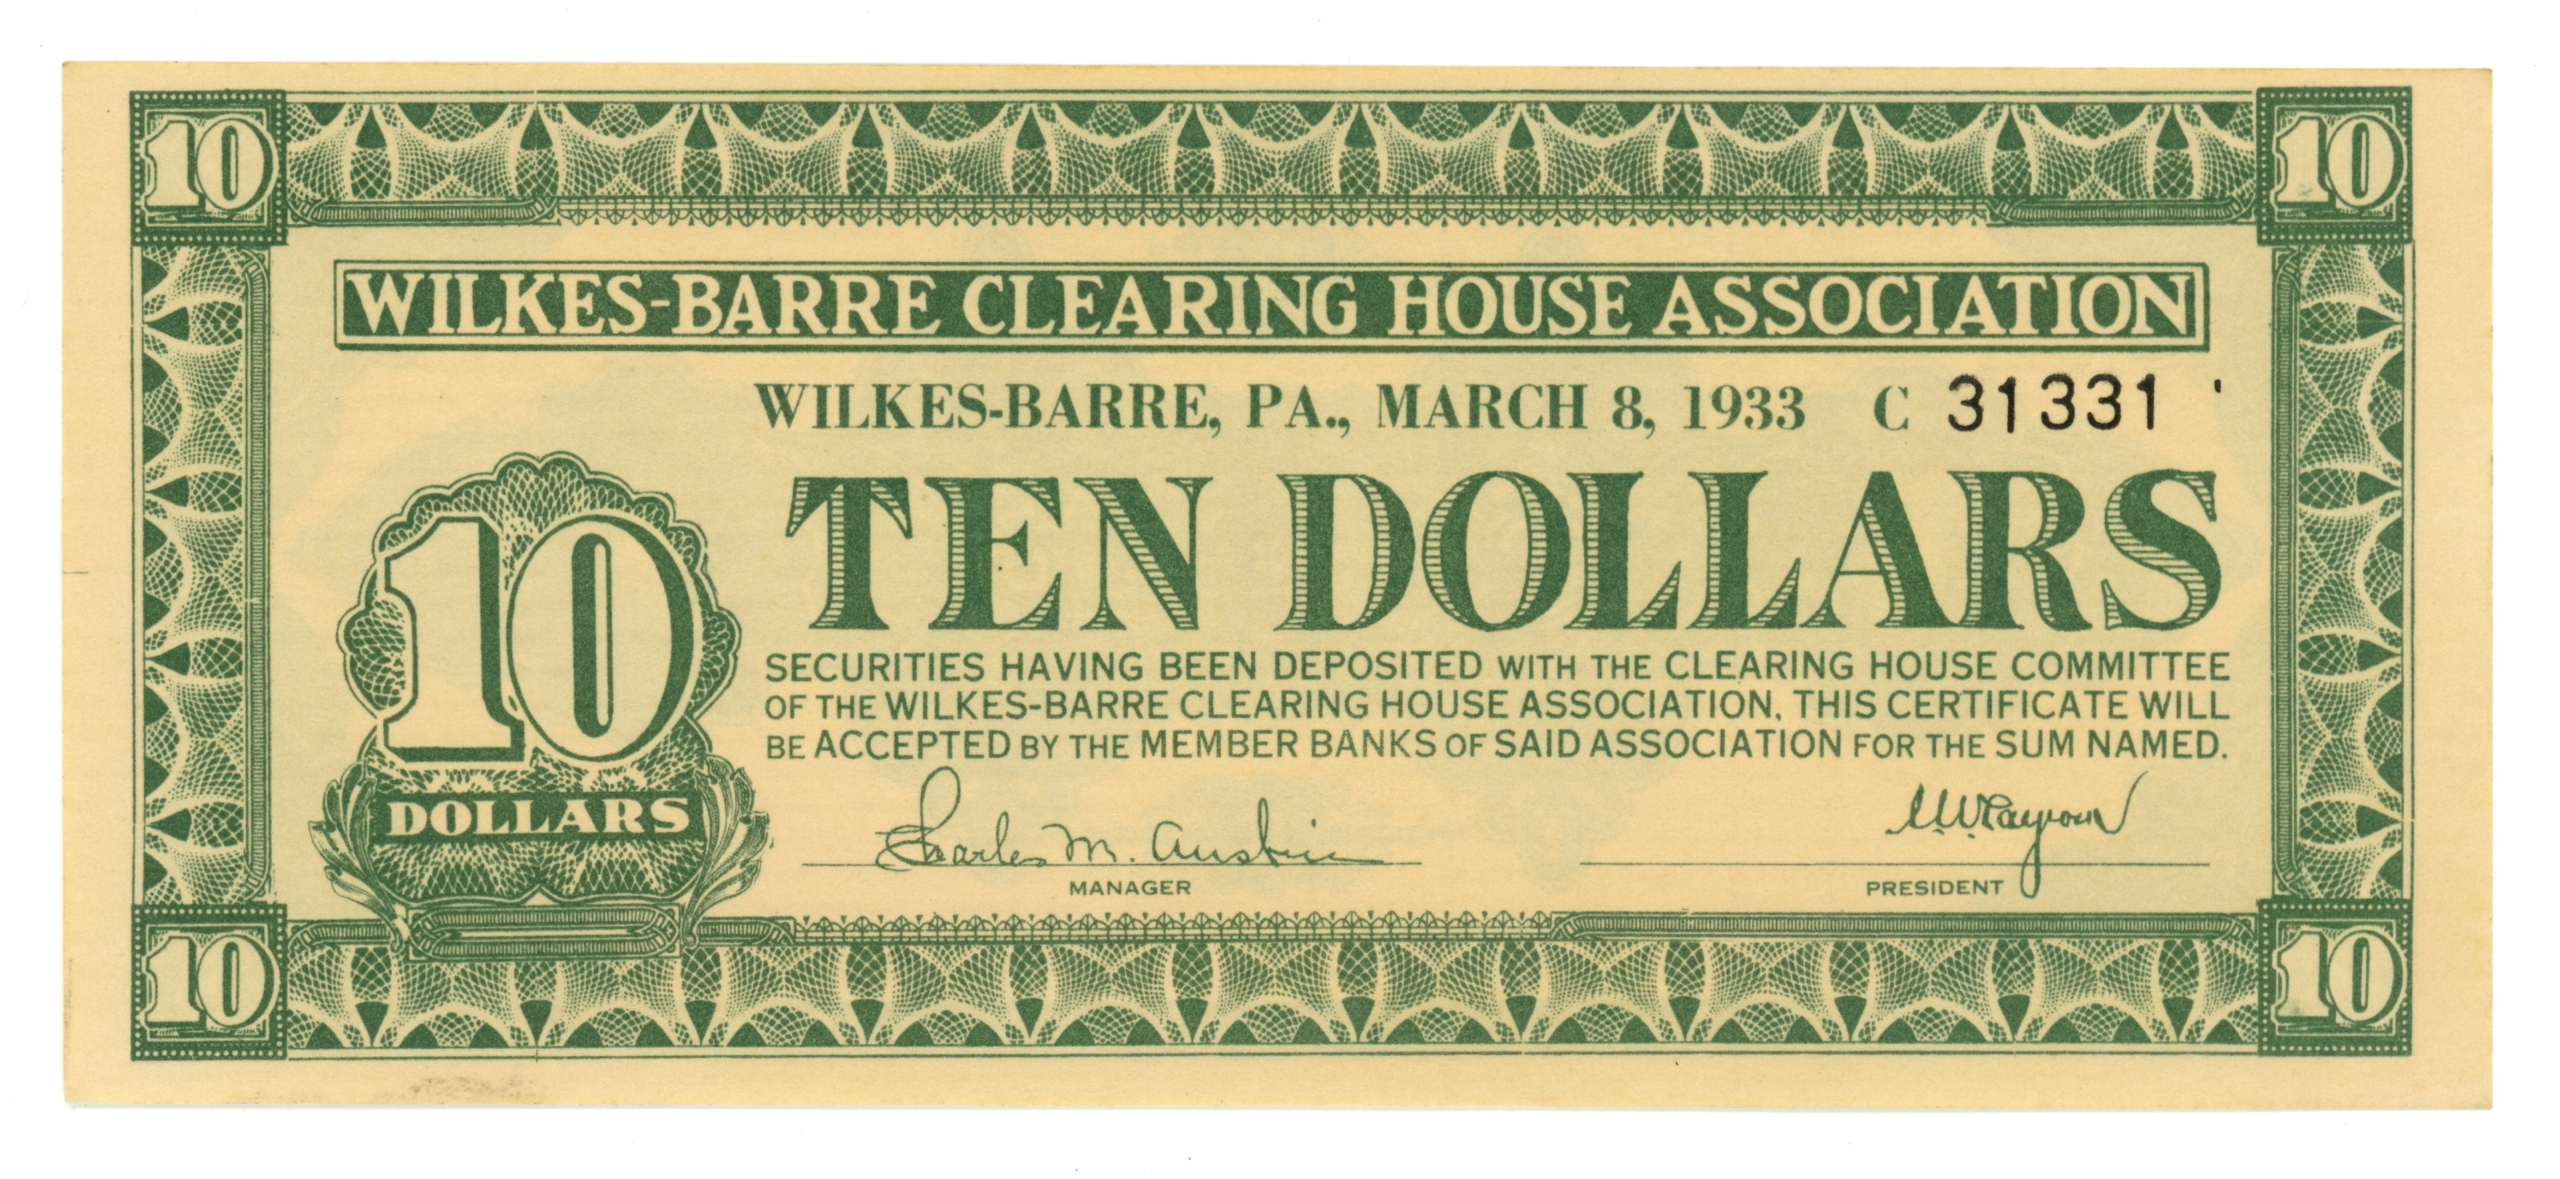 10 10
WILKES-BARRE CLEARING HOUSE ASSOCIATION
WILKES-BARRE, PA., MARCH 8, 1933 C 31331
TEN DOLLARS
10
DOLLARS
SECURITIES HAVING BEEN DEPOSITED WITH THE CLEARING HOUSE COMMITTEE
OF THE WILKES-BARRE CLEARING HOUSE ASSOCIATION, THIS CERTIFICATE WILL
BE ACCEPTED BY THE MEMBER BANKS OF SAID ASSOCIATION FOR THE SUM NAMED.
Charles M. Austin
MANAGER PRESIDENT
10 10